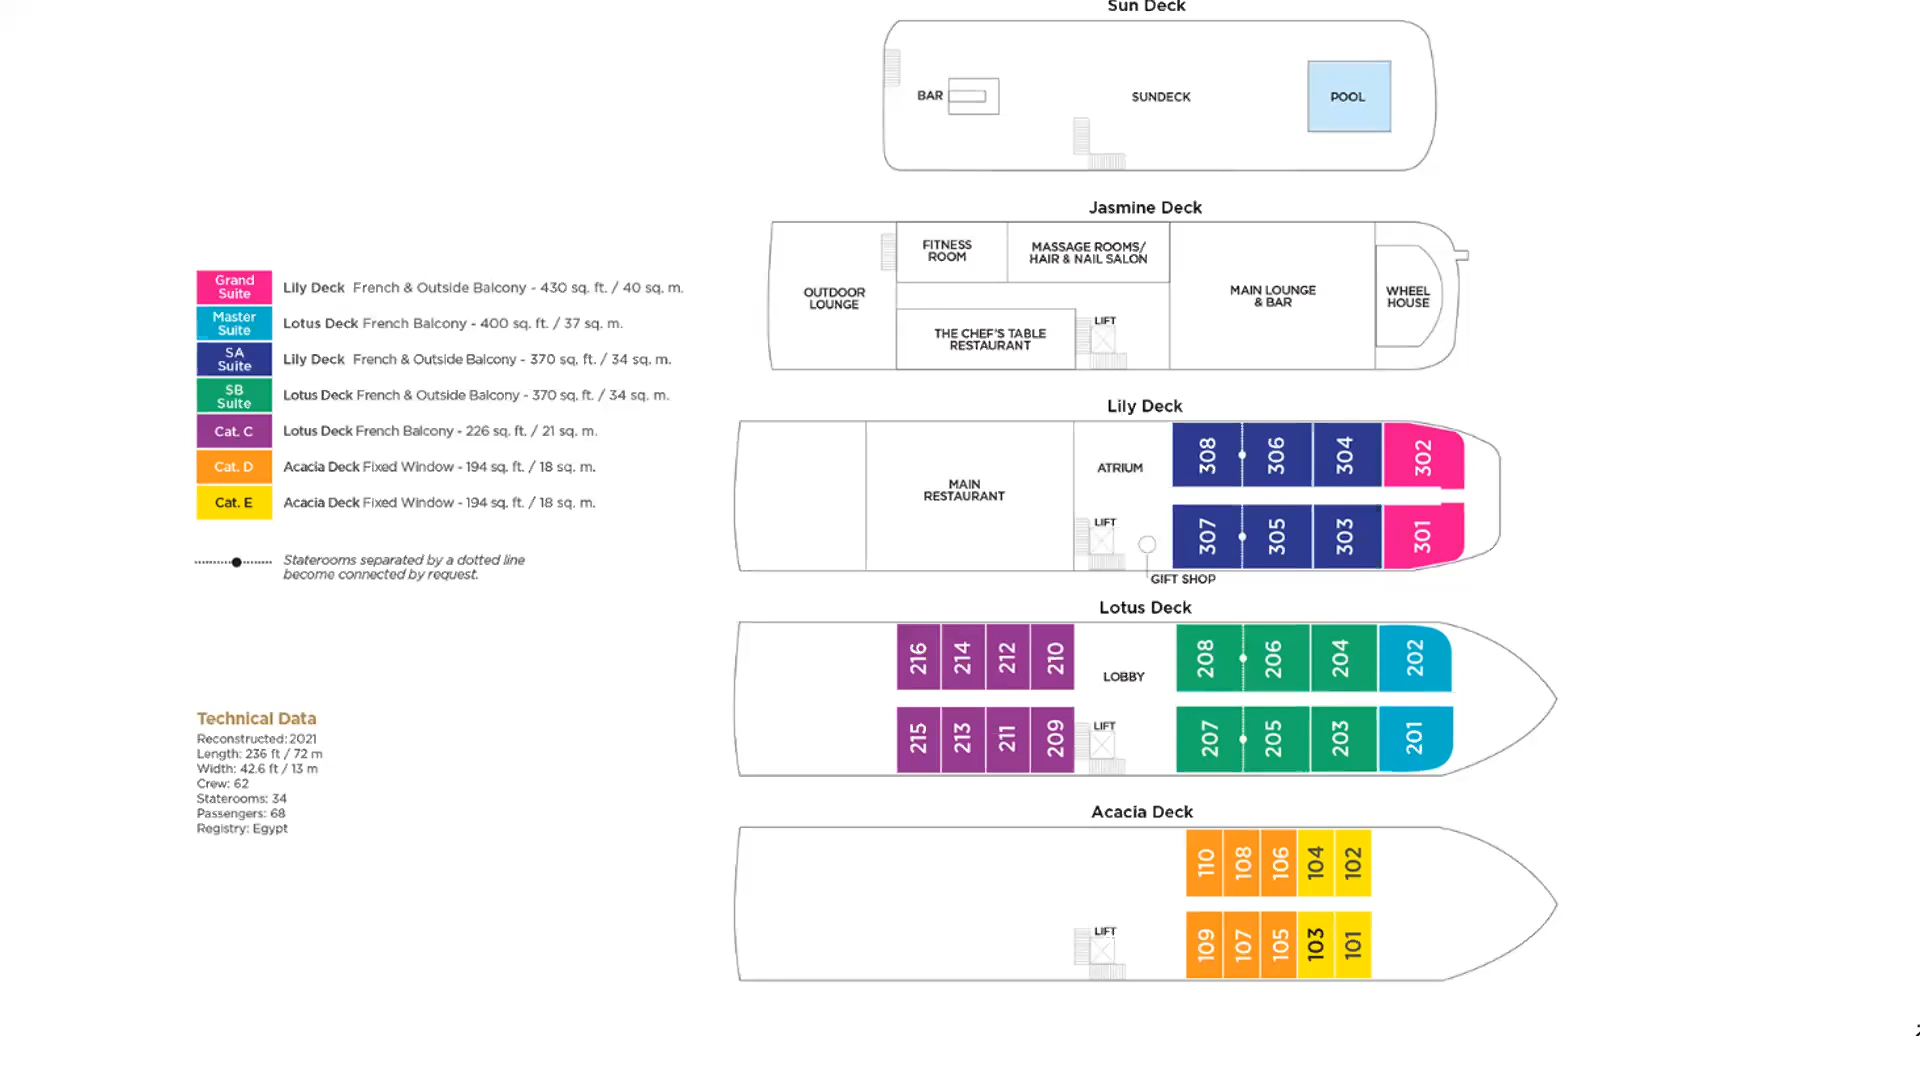 Sun Deck
BAR
SUNDECK
POOL
Jasmine Deck
OUTDOOR
LOUNGE
FITNESS
ROOM
MASSAGE ROOMS/
HAIR & NAIL SALON
THE CHEF'S TABLE
RESTAURANT
LIFT
MAIN LOUNGE
& BAR
WHEEL
HOUSE
Grand
Suite
Lily Deck French & Outside Balcony - 430 sq. ft. / 40 sq. m.
Master
Suite
Lotus Deck French Balcony - 400 sq. ft. / 37 sq. m.
SA
Suite
Lily Deck French & Outside Balcony - 370 sq. ft. / 34 sq. m.
SB
Suite
Lotus Deck French & Outside Balcony - 370 sq. ft. / 34 sq. m.
Cat. C
Lotus Deck French Balcony - 226 sq. ft. / 21 sq. m.
Cat. D
Acacia Deck Fixed Window - 194 sq. ft. / 18 sq. m.
Cat. E
Acacia Deck Fixed Window - 194 sq. ft. / 18 sq. m.
Staterooms separated by a dotted line
become connected by request.
Lily Deck
MAIN
RESTAURANT
ATRIUM
LIFT
GIFT SHOP
308 306 304 302
307 305 303 301
Lotus Deck
216 214 212 210
215 213 211 209
LOBBY
LIFT
208 206 204 202
207 205 203 201
Technical Data
Reconstructed: 2021
Length: 236 ft / 72 m
Width: 42.6 ft / 13 m
Crew: 62
Staterooms: 34
Passengers: 68
Registry: Egypt
Acacia Deck
LIFT
110 108 106 104 102
109 107 105 103 101